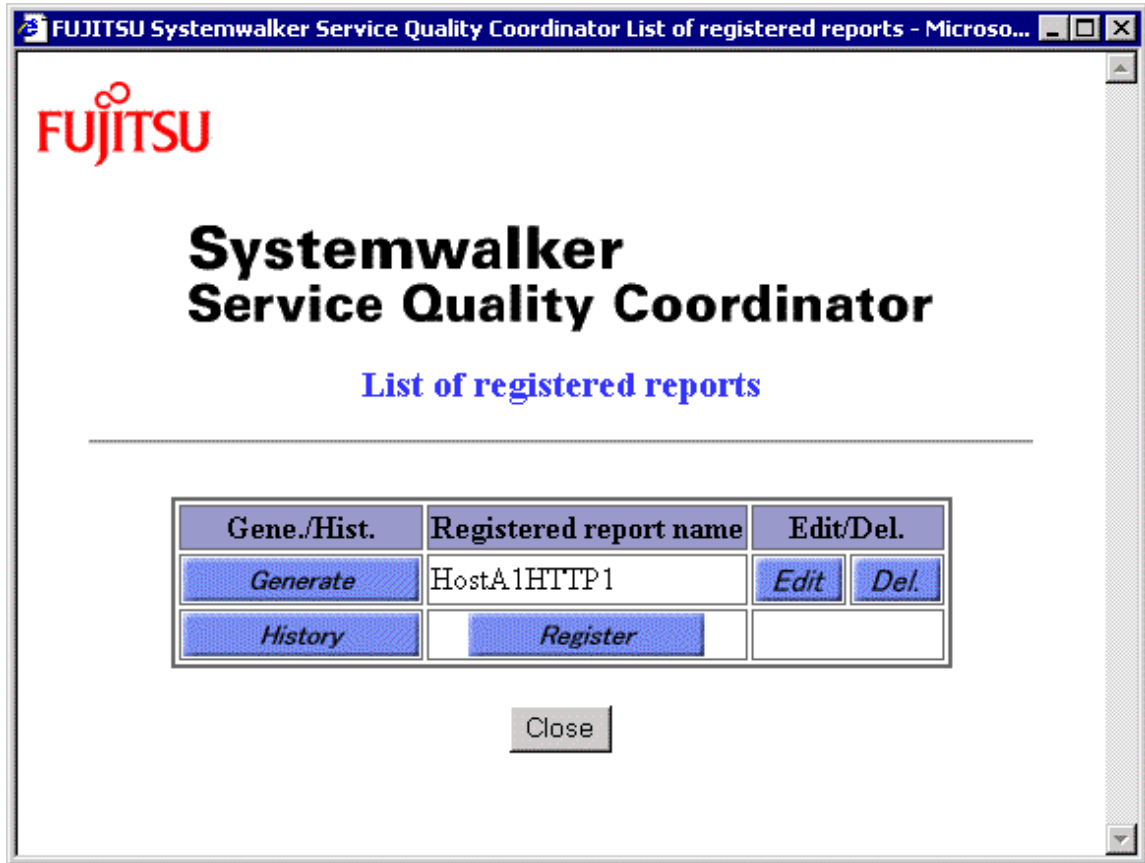 FUJITSU Systemwalker Service Quality Coordinator List of registered reports - Microso...
FUJITSU
Systemwalker
Service Quality Coordinator
List of registered reports
Gene./Hist. Registered report name Edit/Del.
Generate HostA1HTTP1 Edit Del.
History Register
Close